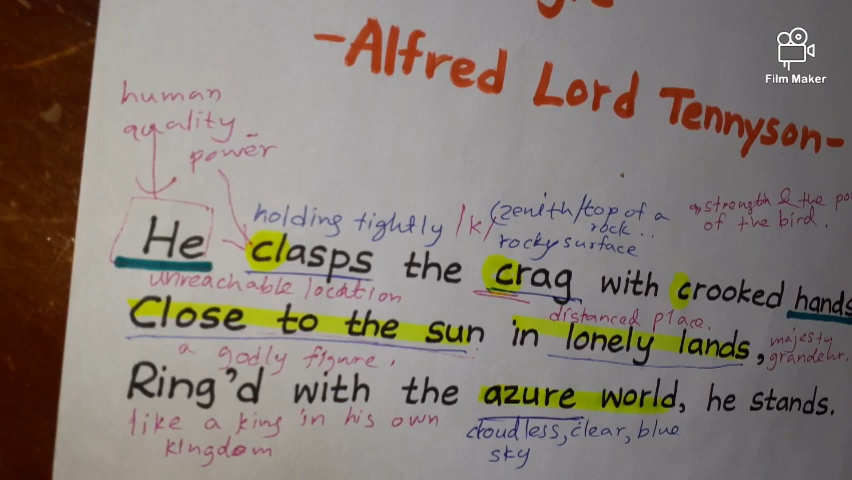 -Alfred Lord Tennyson-
Film Maker
human
quality
power
holding tightly /k/ (zenith/top of a
rock..
rocky surface
strength & the
of the bird.
He clasps the crag with crooked hands
unreachable location
distanced place.
Close to the sun in lonely lands,
majesty
grandeur.
a godly figure.
Ring'd with the azure world, he stands.
like a king in his own
kingdom
cloudless, clear, blue
sky